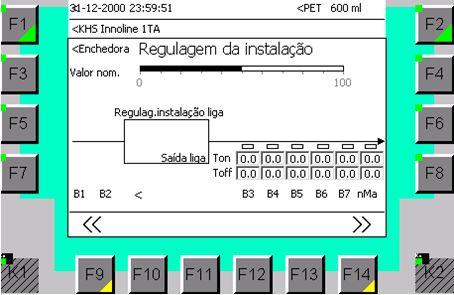 31-12-2000 23:59:51 <PET 600 ml
<KHS Innoline 1TA
<Enchedora Regulagem da instalação
Valor nom.
0 100
Regulag.instalação liga
Saída liga Ton 0.0 0.0 0.0 0.0 0.0 0.0
Toff 0.0 0.0 0.0 0.0 0.0 0.0
B1 B2 < B3 B4 B5 B6 B7 nMa
<< >>
F1 F2
F3 F4
F5 F6
F7 F8
K1 F9 F10 F11 F12 F13 F14 K2